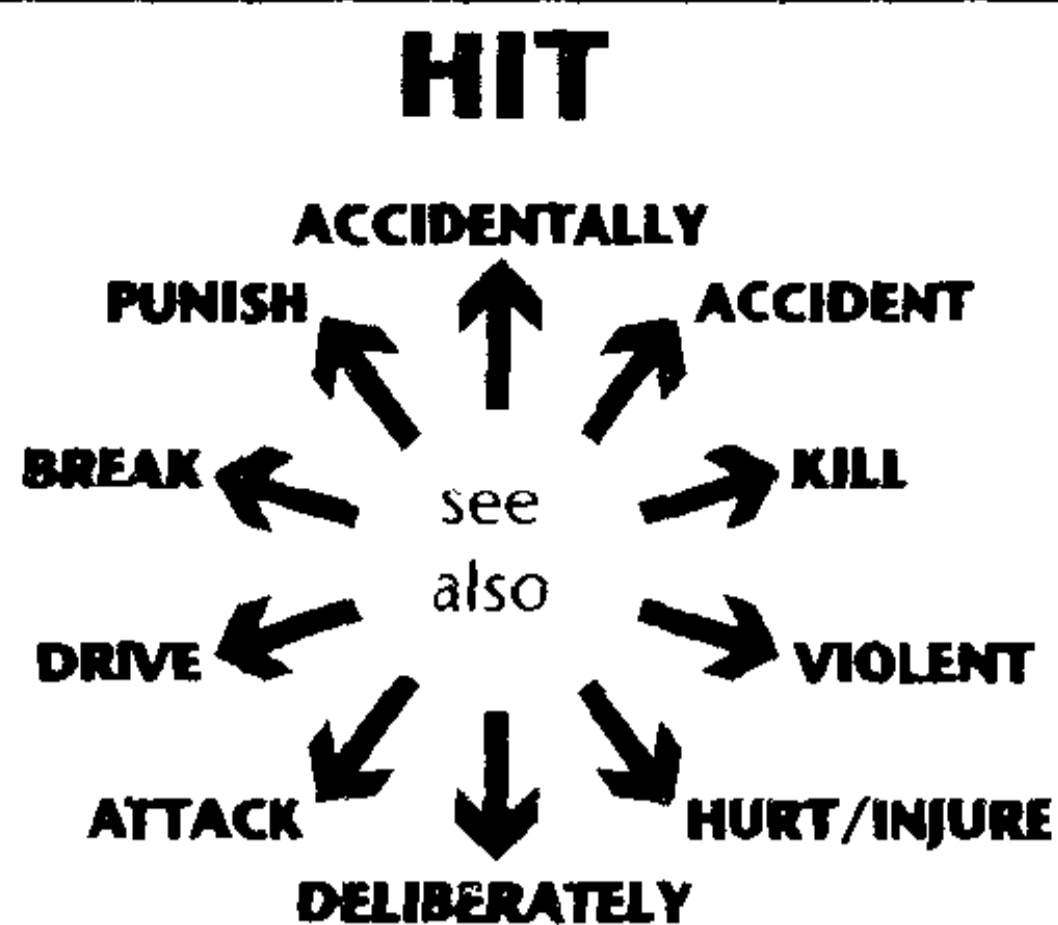 HIT
ACCIDENTALLY
PUNISH
ACCIDENT
BREAK
KILL
see
also
DRIVE
VIOLENT
ATTACK
HURT/INJURE
DELIBERATELY